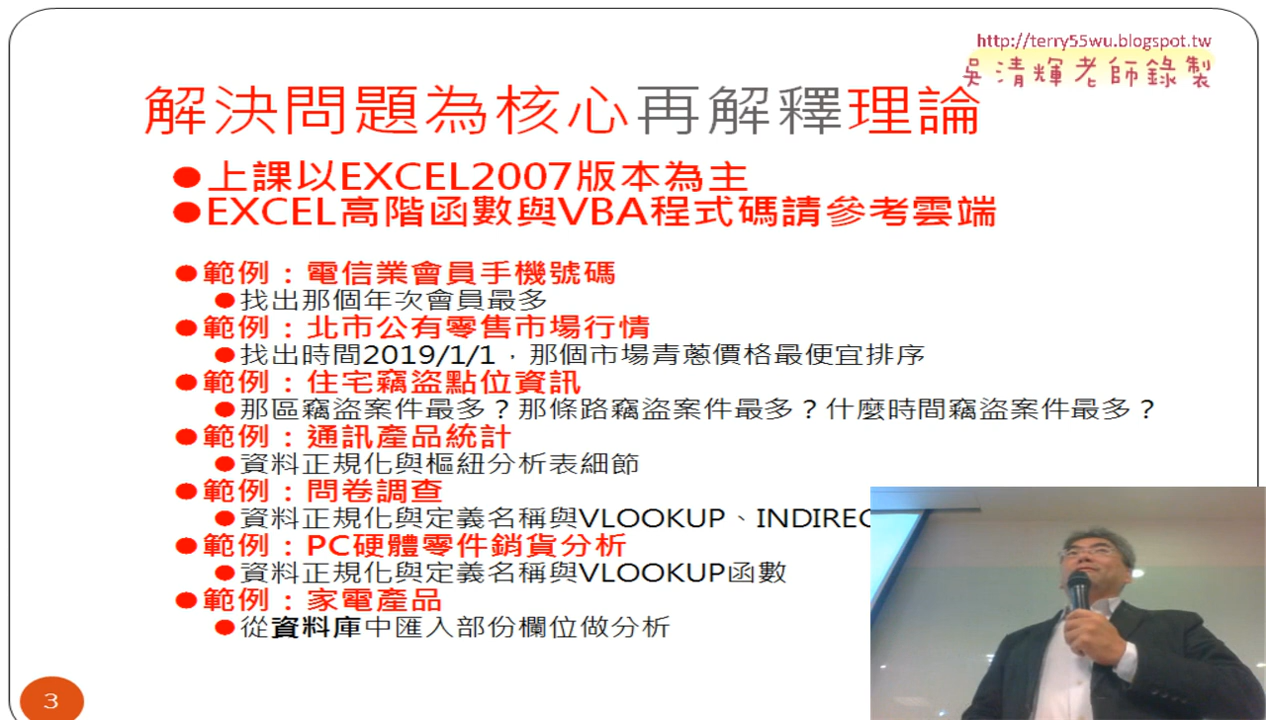 http://terry55wu.blogspot.tw
吳清輝老師錄製
解決問題為核心再解釋理論
●上課以EXCEL2007版本為主
●EXCEL高階函數與VBA程式碼請參考雲端
●範例：電信業會員手機號碼
●找出那個年次會員最多
●範例：北市公有零售市場行情
●找出時間2019/1/1，那個市場青蔥價格最便宜排序
●範例：住宅竊盜點位資訊
●那區竊盜案件最多？那條路竊盜案件最多？什麼時間竊盜案件最多？
●範例：通訊產品統計
●資料正規化與樞紐分析表細節
●範例：問卷調查
●資料正規化與定義名稱與VLOOKUP、INDIREC
●範例：PC硬體零件銷貨分析
●資料正規化與定義名稱與VLOOKUP函數
●範例：家電產品
●從資料庫中匯入部份欄位做分析
3